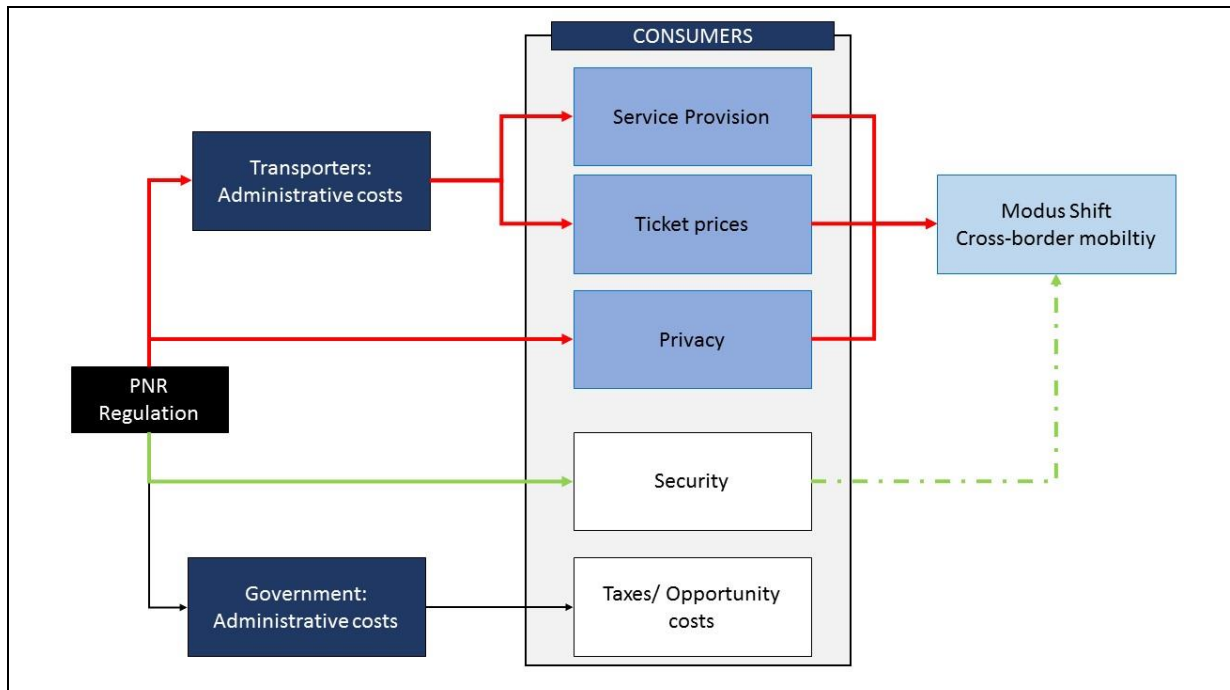 CONSUMERS
Service Provision
Transporters:
Administrative costs
Ticket prices
Modus Shift
Cross-border mobiltiy
Privacy
PNR
Regulation
Security
Government:
Administrative costs
Taxes/ Opportunity
costs